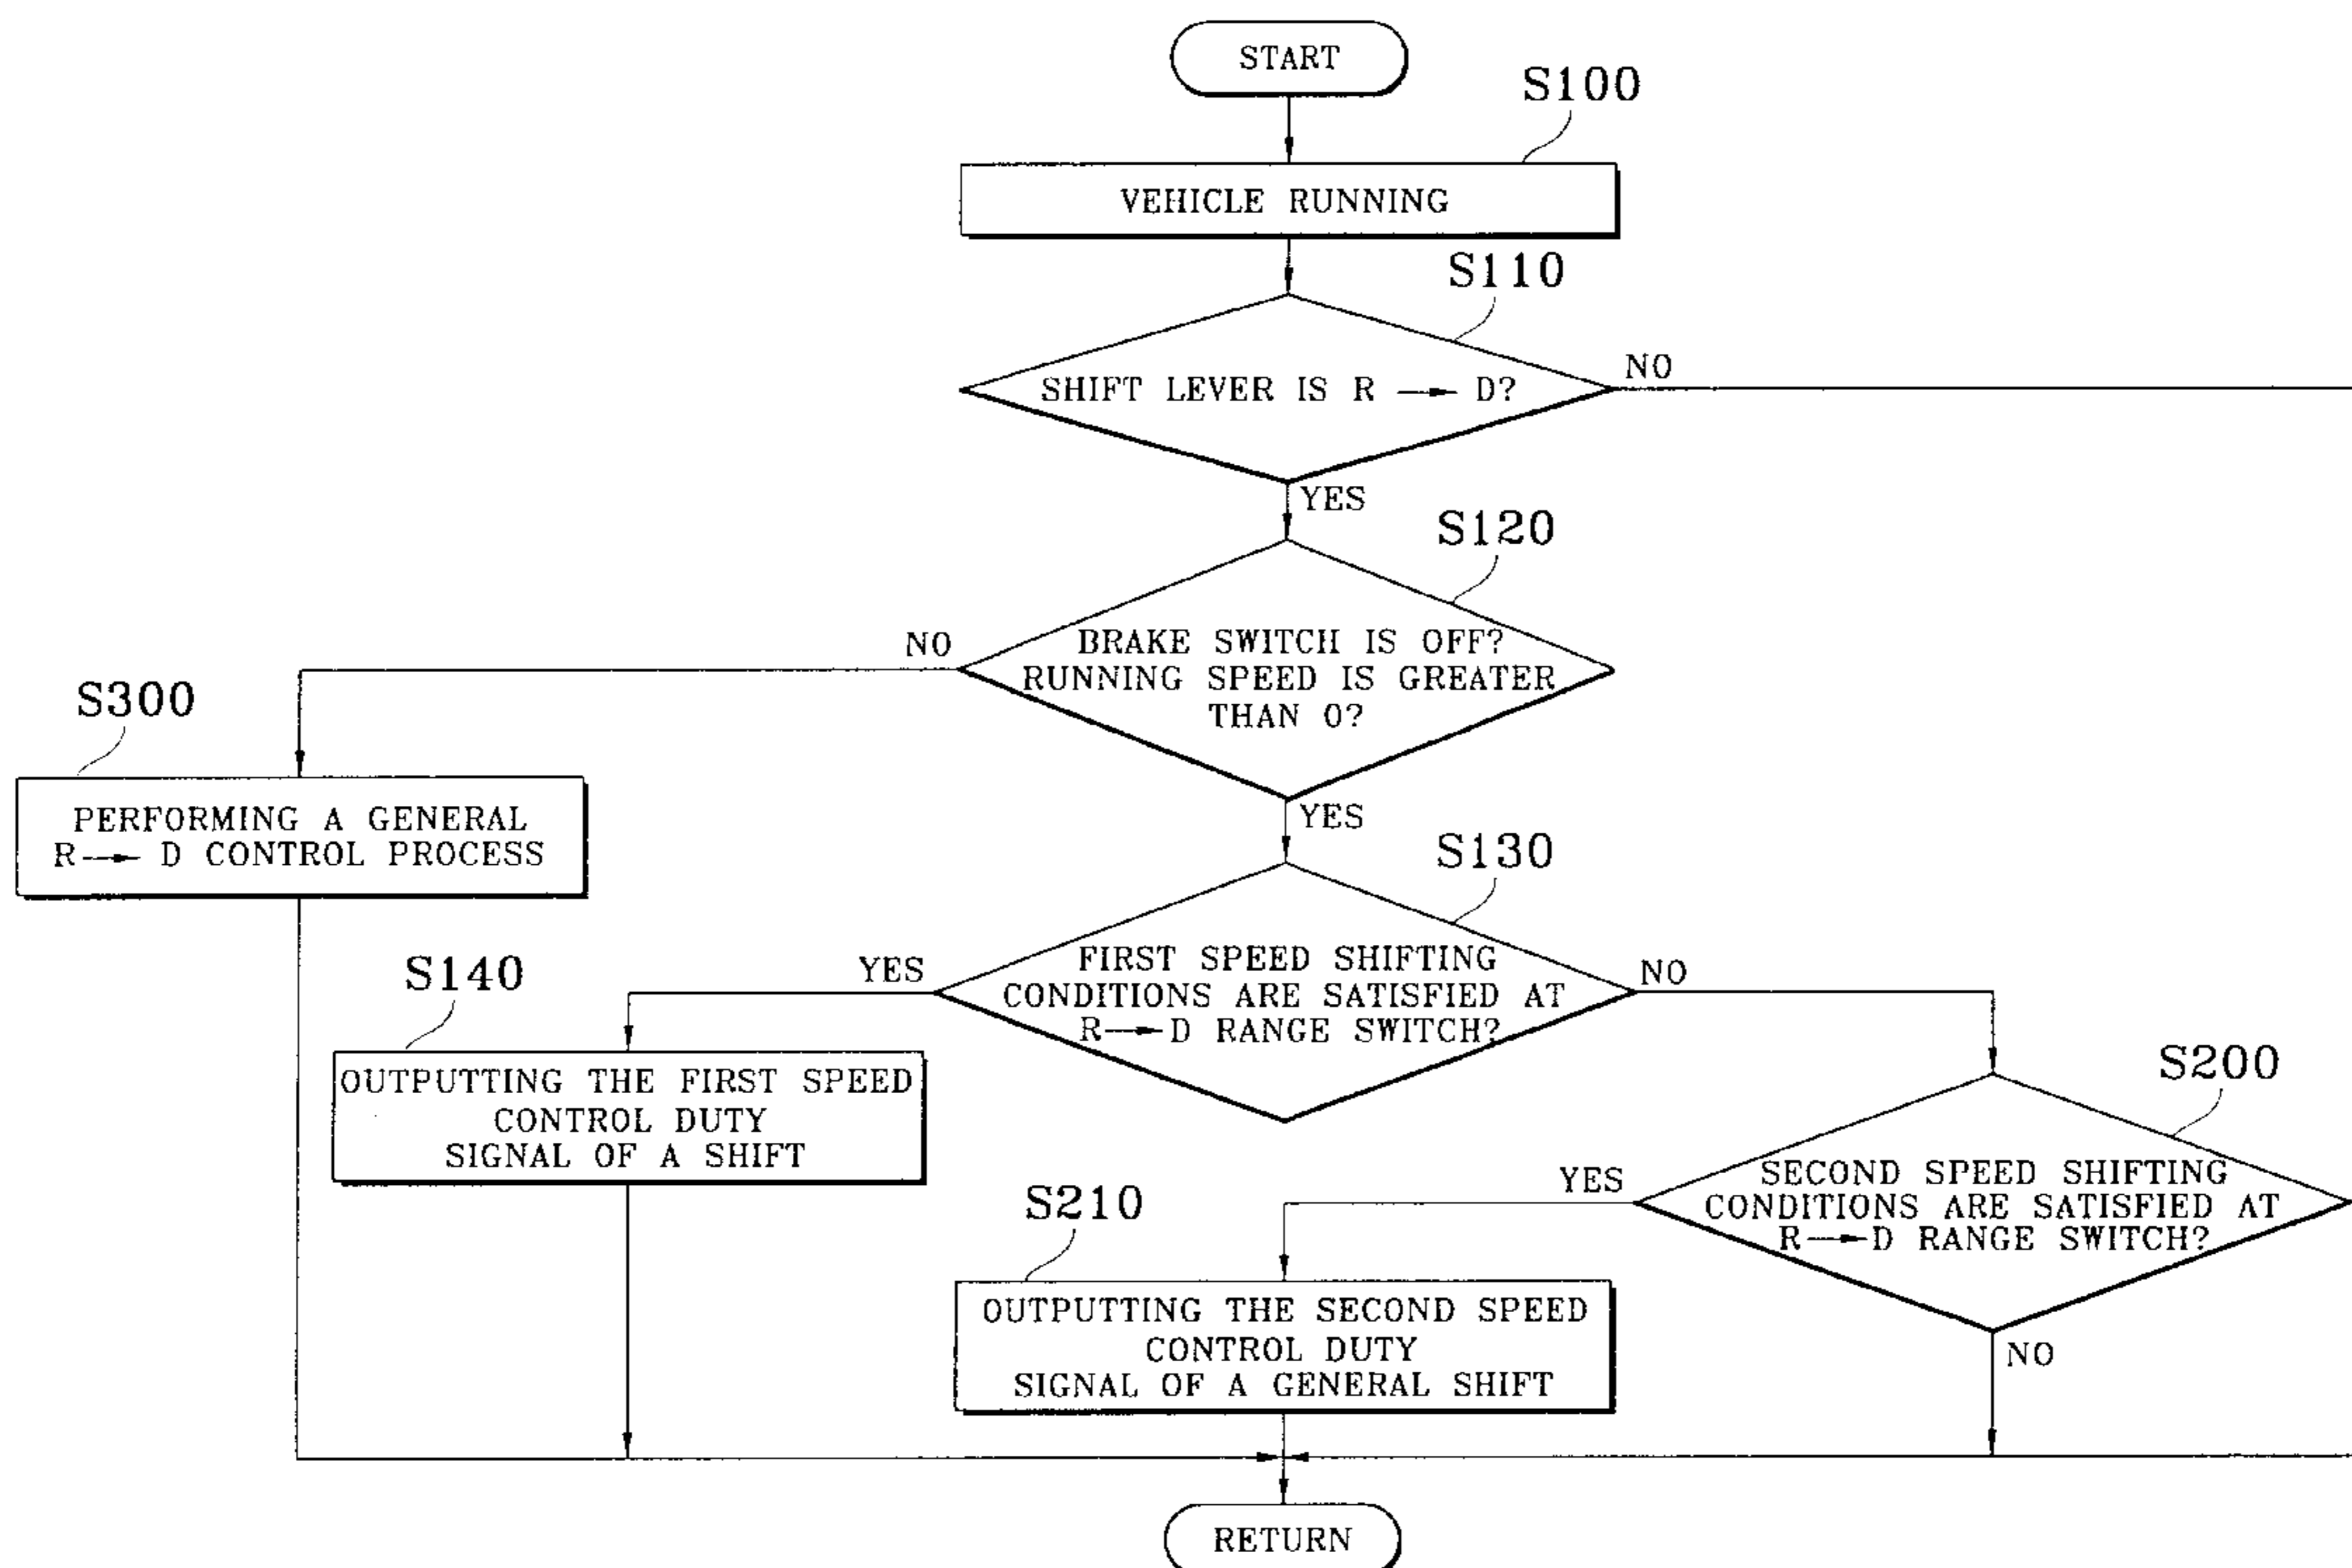 START
S100
VEHICLE RUNNING
S110
SHIFT LEVER IS R → D?
NO
YES
S120
BRAKE SWITCH IS OFF?
RUNNING SPEED IS GREATER
THAN 0?
NO
YES
S300
PERFORMING A GENERAL
R → D CONTROL PROCESS
S130
FIRST SPEED SHIFTING
CONDITIONS ARE SATISFIED AT
R → D RANGE SWITCH?
YES
NO
S140
OUTPUTTING THE FIRST SPEED
CONTROL DUTY
SIGNAL OF A SHIFT
S200
SECOND SPEED SHIFTING
CONDITIONS ARE SATISFIED AT
R → D RANGE SWITCH?
YES
NO
S210
OUTPUTTING THE SECOND SPEED
CONTROL DUTY
SIGNAL OF A GENERAL SHIFT
RETURN